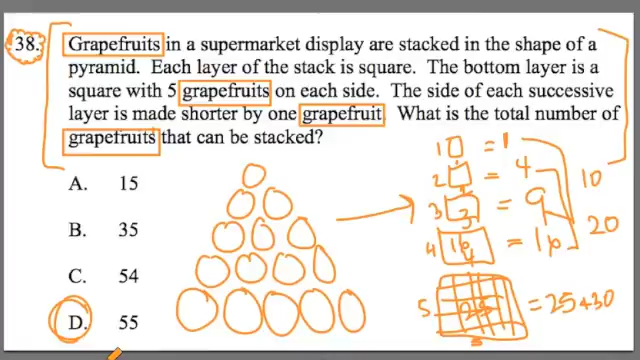 38. Grapefruits in a supermarket display are stacked in the shape of a
pyramid. Each layer of the stack is square. The bottom layer is a
square with 5 grapefruits on each side. The side of each successive
layer is made shorter by one grapefruit. What is the total number of
grapefruits that can be stacked?
A. 15
B. 35
C. 54
D. 55
1 = 1
2 = 4
3 3 = 9
4 16 4 = 16
10
20
5 25 5 = 25+30